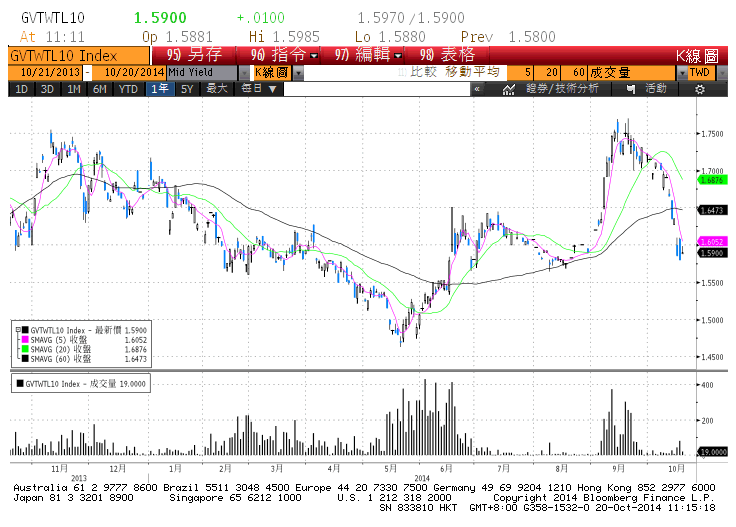 GVTWTL10 1.5900 +.0100 1.5970/1.5900
At 11:11 Op 1.5881 Hi 1.5985 Lo 1.5880 Prev 1.5800
GVTWTL10 Index 95) 另存 96) 指令 97) 編輯 98) 表格 K線圖
10/21/2013 - 10/20/2014 Mid Yield K線圖 比較 移動平均 5 20 60 成交量 TWD
1D 3D 1M 6M YTD 1年 5Y 最大 每日 ▼ « 證券/技術分析 活動
1.7500
1.7000
1.6876
1.6473
1.6052
1.5900
1.5500
1.5000
1.4500
GVTWTL10 Index - 最新價 1.5900
SMAVG (5) 收盤 1.6052
SMAVG (20) 收盤 1.6876
SMAVG (60) 收盤 1.6473
GVTWTL10 Index - 成交量 19.0000
400
200
19.0000
11月 12月 1月 2月 3月 4月 5月 6月 7月 8月 9月 10月
2013 2014
Australia 61 2 9777 8600 Brazil 5511 3048 4500 Europe 44 20 7330 7500 Germany 49 69 9204 1210 Hong Kong 852 2977 6000
Japan 81 3 3201 8900 Singapore 65 6212 1000 U.S. 1 212 318 2000 Copyright 2014 Bloomberg Finance L.P.
SN 833810 HKT GMT+8:00 G358-1532-0 20-Oct-2014 11:15:18